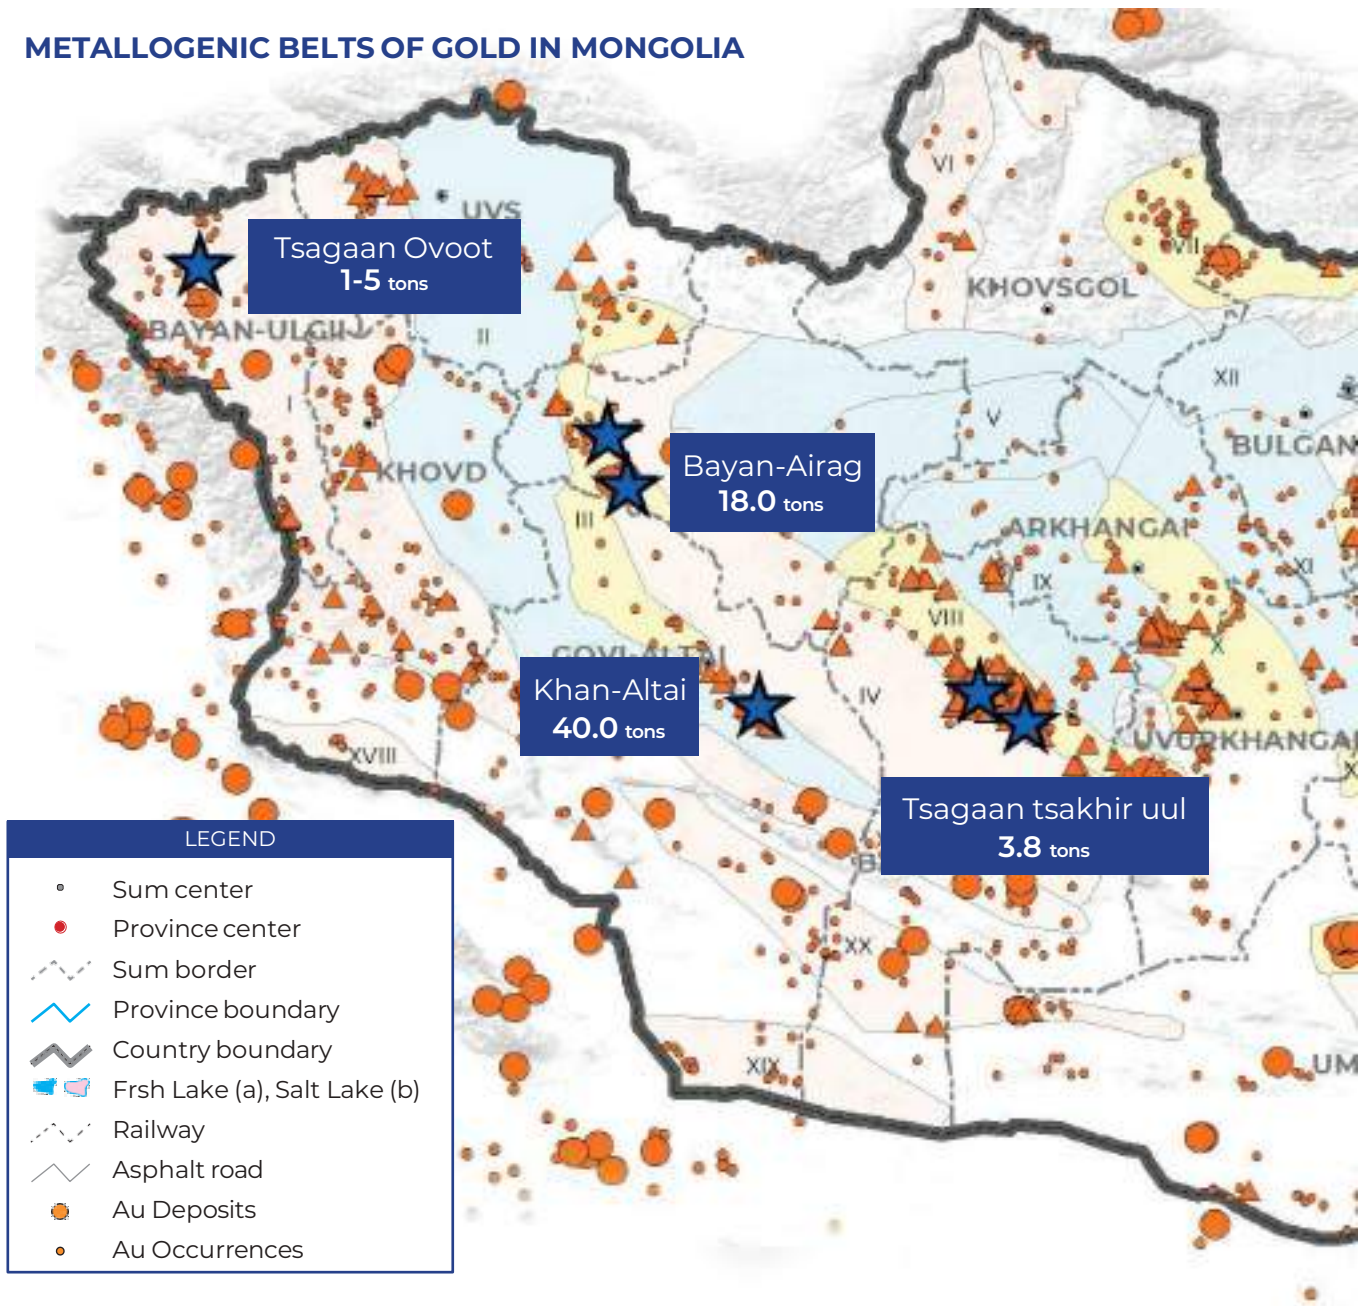 METALLOGENIC BELTS OF GOLD IN MONGOLIA
VI
UVS
VII
Tsagaan Ovoot
1-5 tons
KHOVSGOL
BAYAN-ULGII
II
XII
I
V
BULGAN
KHOVD
Bayan-Airag
18.0 tons
III
ARKHANGAI
XI
IX
VIII
X
GOVI-ALTAI
Khan-Altai
40.0 tons
IV
UVURKHANGAI
XVIII
X
Tsagaan tsakhir uul
3.8 tons
B
XX
XIX
UM
LEGEND
Sum center
Province center
Sum border
Province boundary
Country boundary
Frsh Lake (a), Salt Lake (b)
Railway
Asphalt road
Au Deposits
Au Occurrences